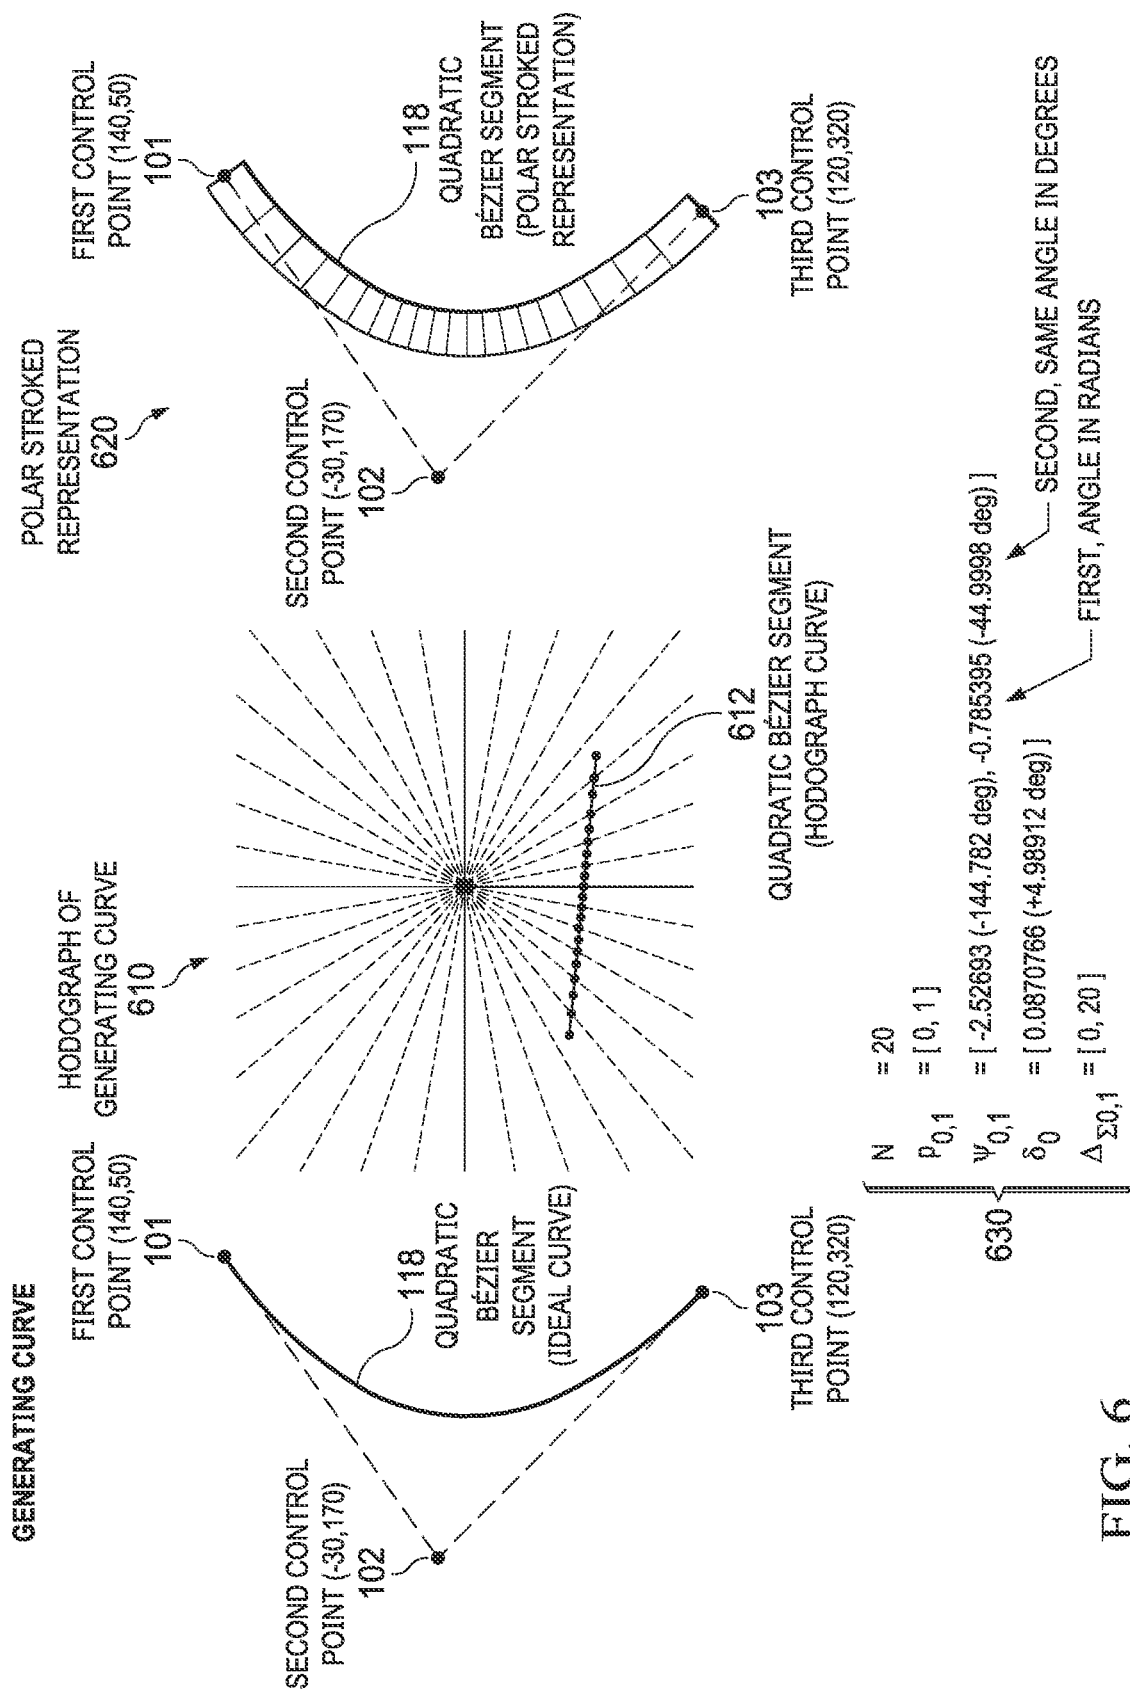 GENERATING CURVE
FIRST CONTROL
POINT (140,50)
101
SECOND CONTROL
POINT (-30,170)
102
118
QUADRATIC
BÉZIER
SEGMENT
(IDEAL CURVE)
103
THIRD CONTROL
POINT (120,320)
HODOGRAPH OF
GENERATING CURVE
610
612
QUADRATIC BÉZIER SEGMENT
(HODOGRAPH CURVE)
POLAR STROKED
REPRESENTATION
620
FIRST CONTROL
POINT (140,50)
101
SECOND CONTROL
POINT (-30,170)
102
118
QUADRATIC
BÉZIER SEGMENT
(POLAR STROKED
REPRESENTATION)
103
THIRD CONTROL
POINT (120,320)
630
N = 20
p0,1 = [ 0, 1 ]
ψ0,1 = [ -2.52693 (-144.782 deg), -0.785395 (-44.9998 deg) ]
δ0 = [ 0.0870766 (+4.98912 deg) ]
ΔΣ0,1 = [ 0, 20 ]
SECOND, SAME ANGLE IN DEGREES
FIRST, ANGLE IN RADIANS
FIG. 6